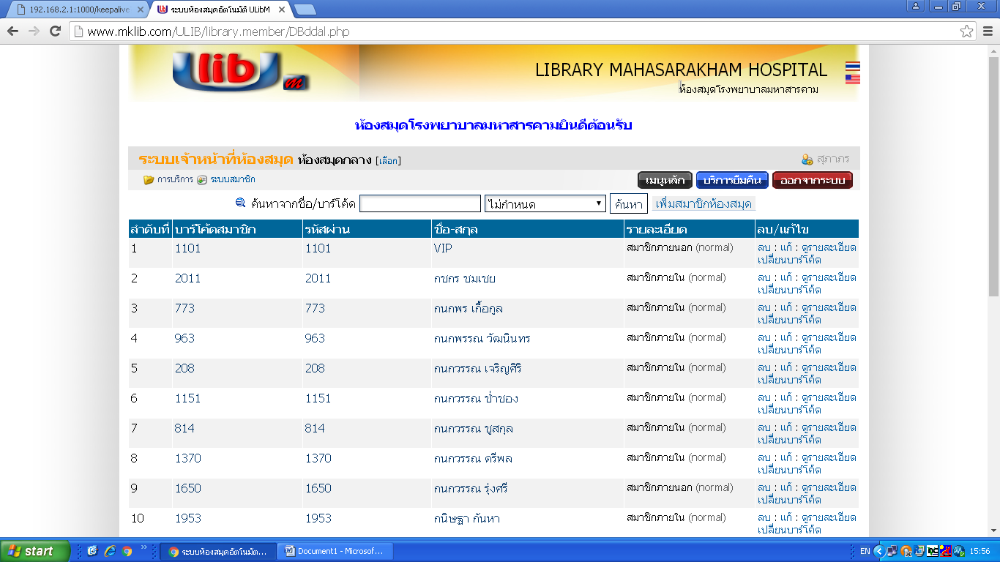 192.168.2.1:1000/keepalive
ระบบห้องสมุดอัตโนมัติ ULibM
www.mklib.com/ULIB/library.member/DBddal.php
Ulib m
LIBRARY MAHASARAKHAM HOSPITAL
ห้องสมุดโรงพยาบาลมหาสารคาม
ห้องสมุดโรงพยาบาลมหาสารคามยินดีต้อนรับ
ระบบเจ้าหน้าที่ห้องสมุด ห้องสมุดกลาง [เลือก] สุภาภร
การบริการ ระบบสมาชิก เมนูหลัก บริการยืมคืน ออกจากระบบ
ค้นหาจากชื่อ/บาร์โค้ด ไม่กำหนด ค้นหา เพิ่มสมาชิกห้องสมุด
ลำดับที่ บาร์โค้ดสมาชิก รหัสผ่าน ชื่อ-สกุล รายละเอียด ลบ/แก้ไข
1 1101 1101 VIP สมาชิกภายนอก (normal) ลบ : แก้ : ดูรายละเอียด
เปลี่ยนบาร์โค้ด
2 2011 2011 กชกร ชมเชย สมาชิกภายใน (normal) ลบ : แก้ : ดูรายละเอียด
เปลี่ยนบาร์โค้ด
3 773 773 กนกพร เกื้อกูล สมาชิกภายใน (normal) ลบ : แก้ : ดูรายละเอียด
เปลี่ยนบาร์โค้ด
4 963 963 กนกพรรณ วัฒนินทร สมาชิกภายใน (normal) ลบ : แก้ : ดูรายละเอียด
เปลี่ยนบาร์โค้ด
5 208 208 กนกวรรณ เจริญศิริ สมาชิกภายใน (normal) ลบ : แก้ : ดูรายละเอียด
เปลี่ยนบาร์โค้ด
6 1151 1151 กนกวรรณ ช่ำชอง สมาชิกภายใน (normal) ลบ : แก้ : ดูรายละเอียด
เปลี่ยนบาร์โค้ด
7 814 814 กนกวรรณ ชูสกุล สมาชิกภายใน (normal) ลบ : แก้ : ดูรายละเอียด
เปลี่ยนบาร์โค้ด
8 1370 1370 กนกวรรณ ตรีพล สมาชิกภายใน (normal) ลบ : แก้ : ดูรายละเอียด
เปลี่ยนบาร์โค้ด
9 1650 1650 กนกวรรณ รุ่งศรี สมาชิกภายนอก (normal) ลบ : แก้ : ดูรายละเอียด
เปลี่ยนบาร์โค้ด
10 1953 1953 กนิษฐา กันหา สมาชิกภายใน (normal) ลบ : แก้ : ดูรายละเอียด
เปลี่ยนบาร์โค้ด
start ระบบห้องสมุดอัตโนมัต... Document1 - Microsof... EN 15:56